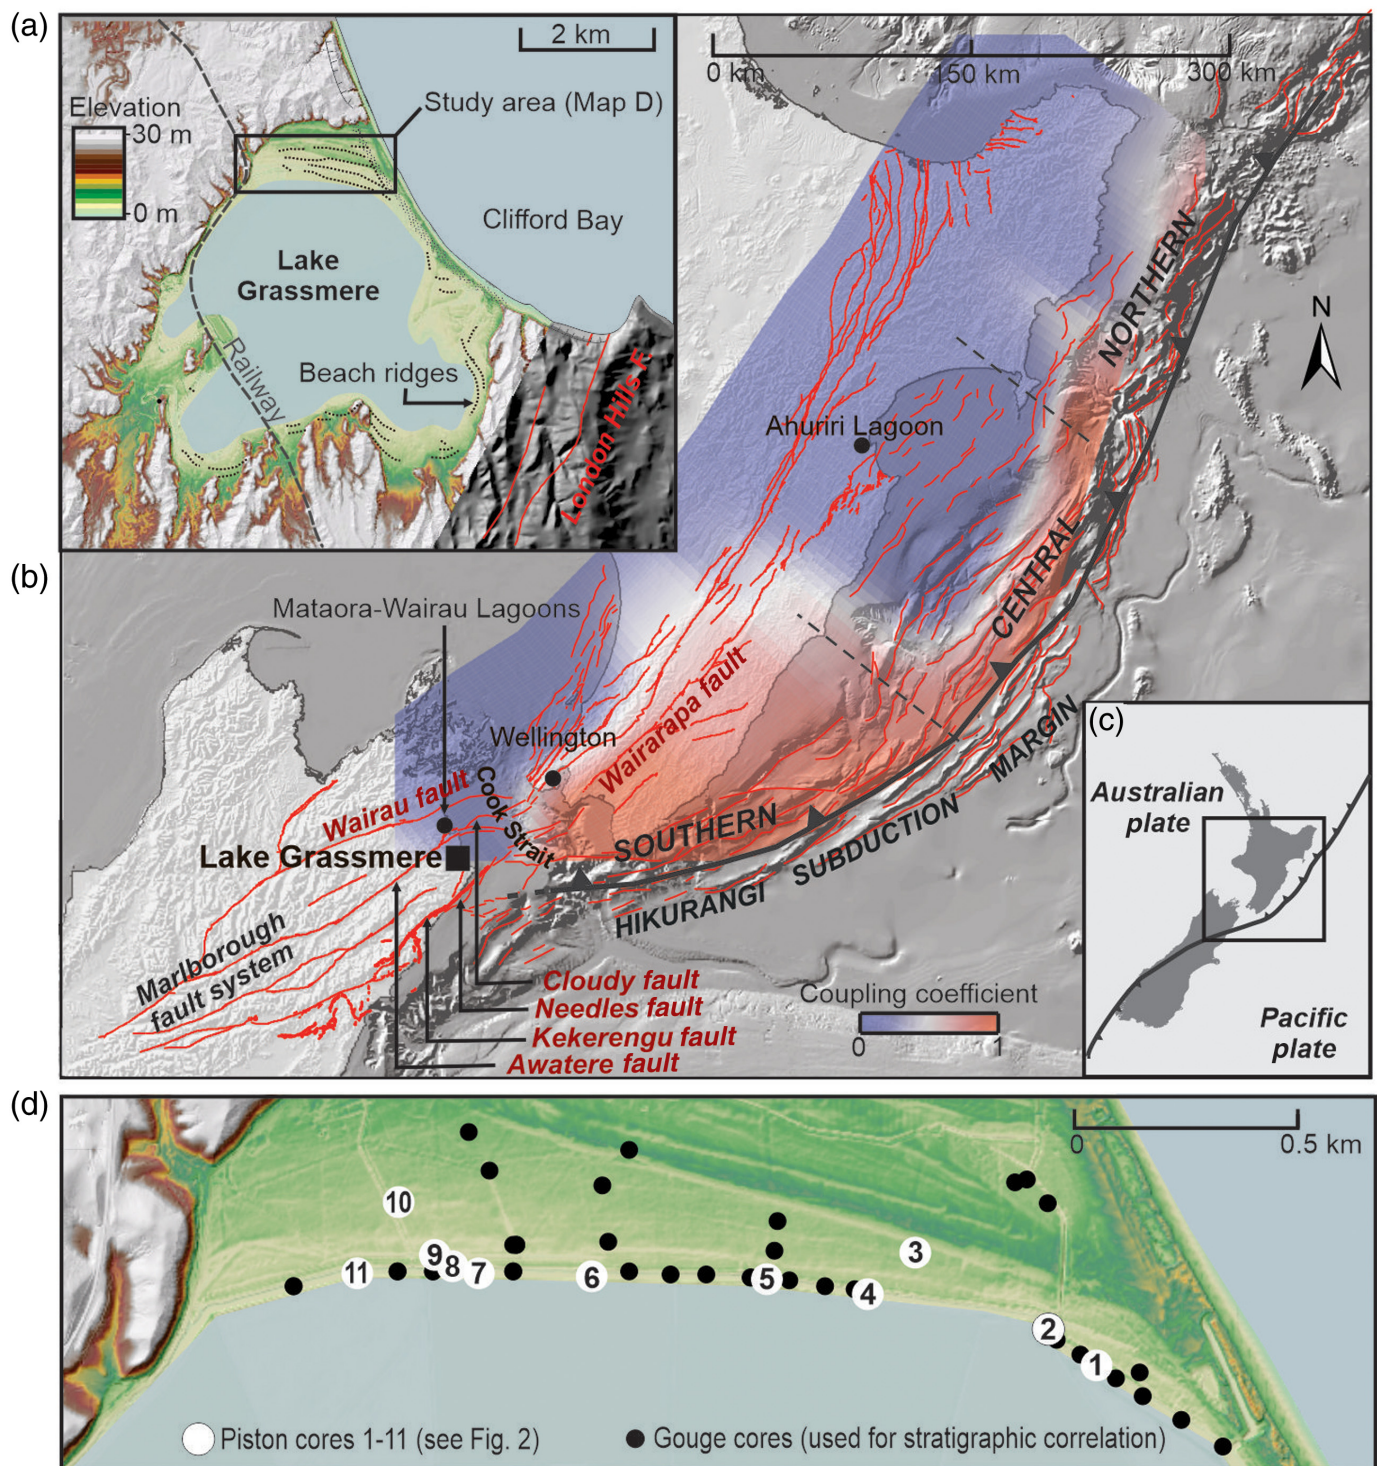 (a)
2 km
Elevation
30 m
0 m
Study area (Map D)
Clifford Bay
Lake
Grassmere
Railway
Beach ridges
London Hills F.
(b)
0 km
150 km
300 km
N
NORTHERN
Ahuriri Lagoon
CENTRAL
Mataora-Wairau Lagoons
Wellington
Wairarapa fault
Wairau fault
Cook Strait
Lake Grassmere
SOUTHERN
HIKURANGI SUBDUCTION MARGIN
Marlborough
fault system
Cloudy fault
Needles fault
Kekerengu fault
Awatere fault
Coupling coefficient
0
1
(c)
Australian
plate
Pacific
plate
(d)
0
0.5 km
10
9
8
7
11
6
5
4
3
2
1
Piston cores 1-11 (see Fig. 2)
Gouge cores (used for stratigraphic correlation)